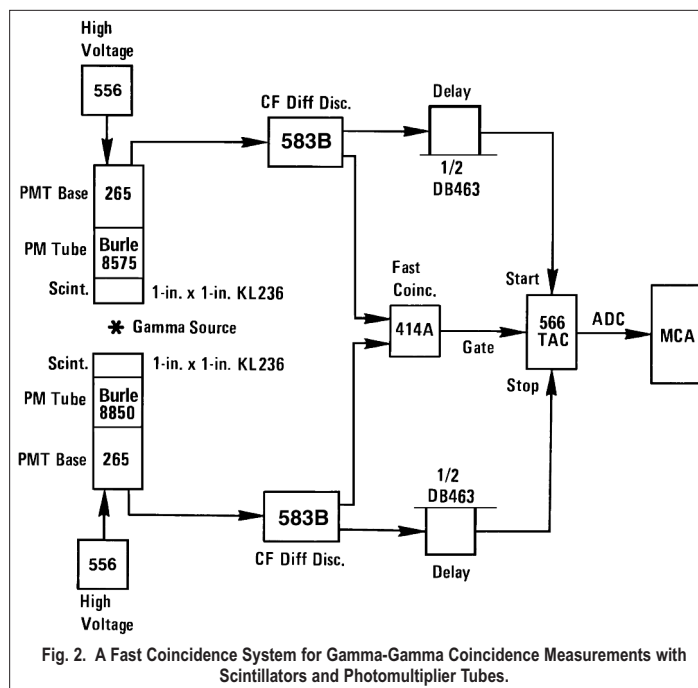 High
Voltage
556
CF Diff Disc.
583B
Delay
1/2
DB463
PMT Base
265
PM Tube
Burle
8575
Scint.
1-in. x 1-in. KL236
Gamma Source
Fast
Coinc.
414A
Gate
Start
566
TAC
Stop
ADC
MCA
Scint.
1-in. x 1-in. KL236
PM Tube
Burle
8850
PMT Base
265
583B
CF Diff Disc.
1/2
DB463
Delay
556
High
Voltage
Fig. 2. A Fast Coincidence System for Gamma-Gamma Coincidence Measurements with
Scintillators and Photomultiplier Tubes.